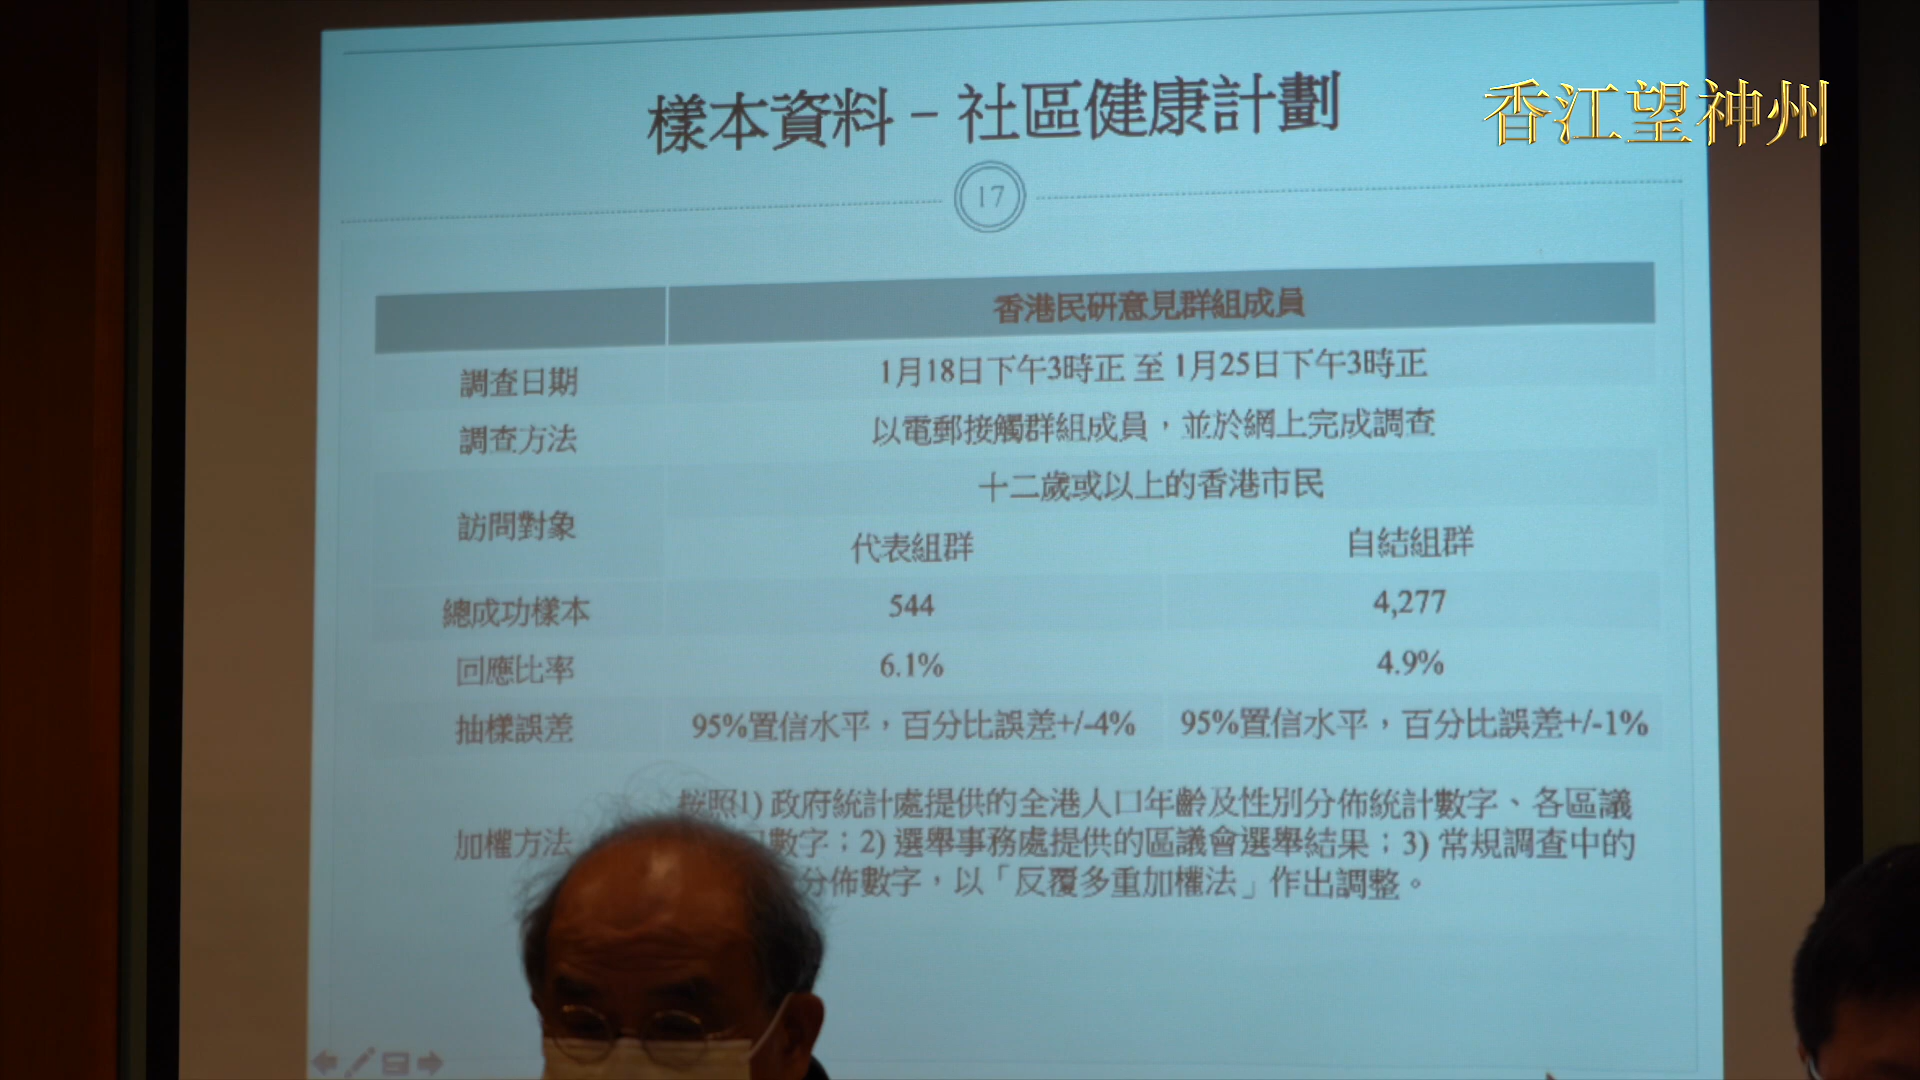 樣本資料 – 社區健康計劃
香江望神州
17
香港民研意見群組成員
調查日期 1月18日下午3時正 至 1月25日下午3時正
調查方法 以電郵接觸群組成員，並於網上完成調查
訪問對象 十二歲或以上的香港市民
代表組群 自結組群
總成功樣本 544 4,277
回應比率 6.1% 4.9%
抽樣誤差 95%置信水平，百分比誤差+/-4% 95%置信水平，百分比誤差+/-1%
按照1) 政府統計處提供的全港人口年齡及性別分佈統計數字、各區議
加權方法 數字；2) 選舉事務處提供的區議會選舉結果；3) 常規調查中的
分佈數字，以「反覆多重加權法」作出調整。